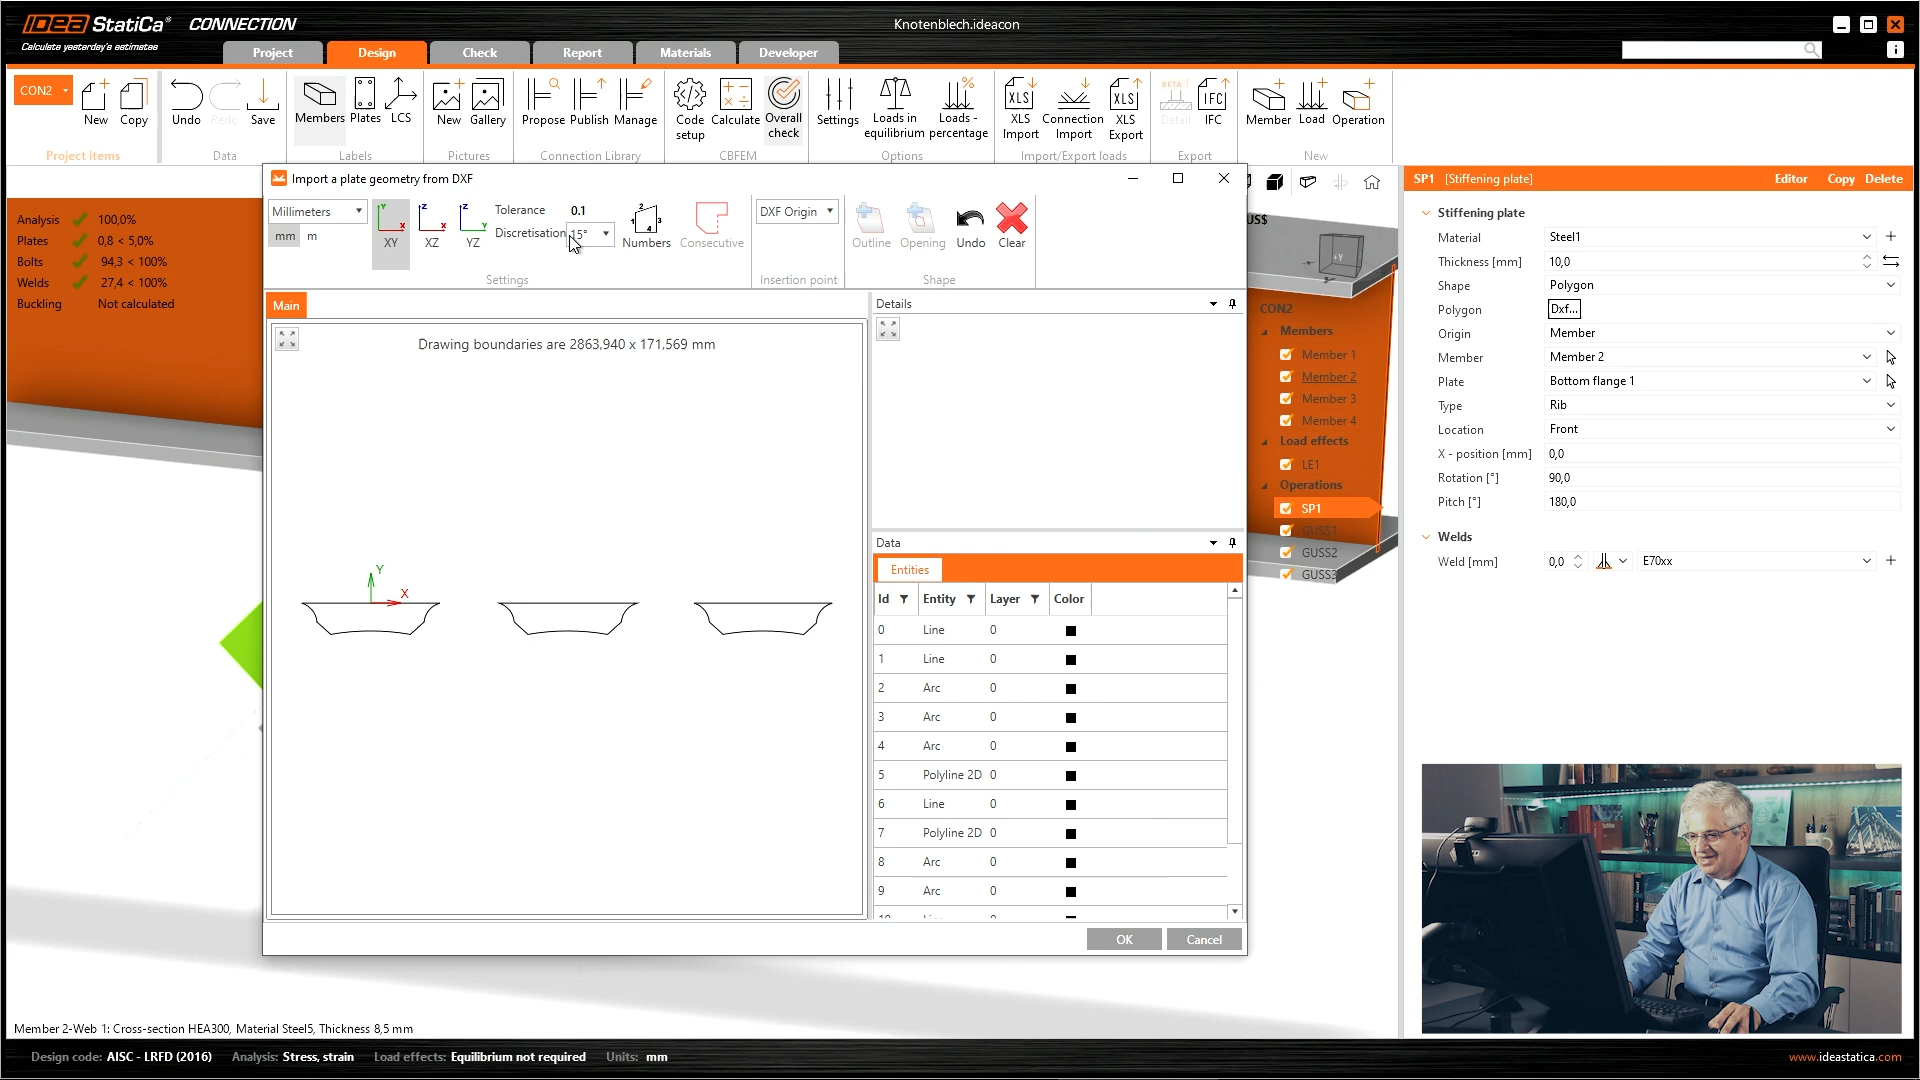 IDEA StatiCa® CONNECTION
Calculate yesterday's estimates
Knotenblech.ideacon
Project Design Check Report Materials Developer
CON2 New Copy Undo Redo Save Members Plates LCS New Gallery Propose Publish Manage Code setup Calculate Overall check Settings Loads in equilibrium Loads - percentage XLS Import Connection Import XLS Export BETA Detail IFC Member Load Operation
Project items Data Labels Pictures Connection Library CBFEM Options Import/Export loads Export New
Analysis 100,0%
Plates 0,8 < 5,0%
Bolts 94,3 < 100%
Welds 27,4 < 100%
Buckling Not calculated
Import a plate geometry from DXF
Millimeters
mm m
XY XZ YZ
Tolerance 0.1
Discretisation 15°
Numbers Consecutive
DXF Origin
Outline Opening Undo Clear
Settings Insertion point Shape
Main
Drawing boundaries are 2863,940 x 171,569 mm
Y
X
Details
Data
Entities
Id Entity Layer Color
0 Line 0
1 Line 0
2 Arc 0
3 Arc 0
4 Arc 0
5 Polyline 2D 0
6 Line 0
7 Polyline 2D 0
8 Arc 0
9 Arc 0
OK Cancel
+Y
CON2
Members
Member 1
Member 2
Member 3
Member 4
Load effects
LE1
Operations
SP1
GUSS1
GUSS2
GUSS3
SP1 [Stiffening plate] Editor Copy Delete
Stiffening plate
Material Steel1
Thickness [mm] 10,0
Shape Polygon
Polygon Dxf...
Origin Member
Member Member 2
Plate Bottom flange 1
Type Rib
Location Front
X - position [mm] 0,0
Rotation [°] 90,0
Pitch [°] 180,0
Welds
Weld [mm] 0,0 E70xx
Member 2-Web 1: Cross-section HEA300, Material Steel5, Thickness 8,5 mm
Design code: AISC - LRFD (2016) Analysis: Stress, strain Load effects: Equilibrium not required Units: mm
www.ideastatica.com